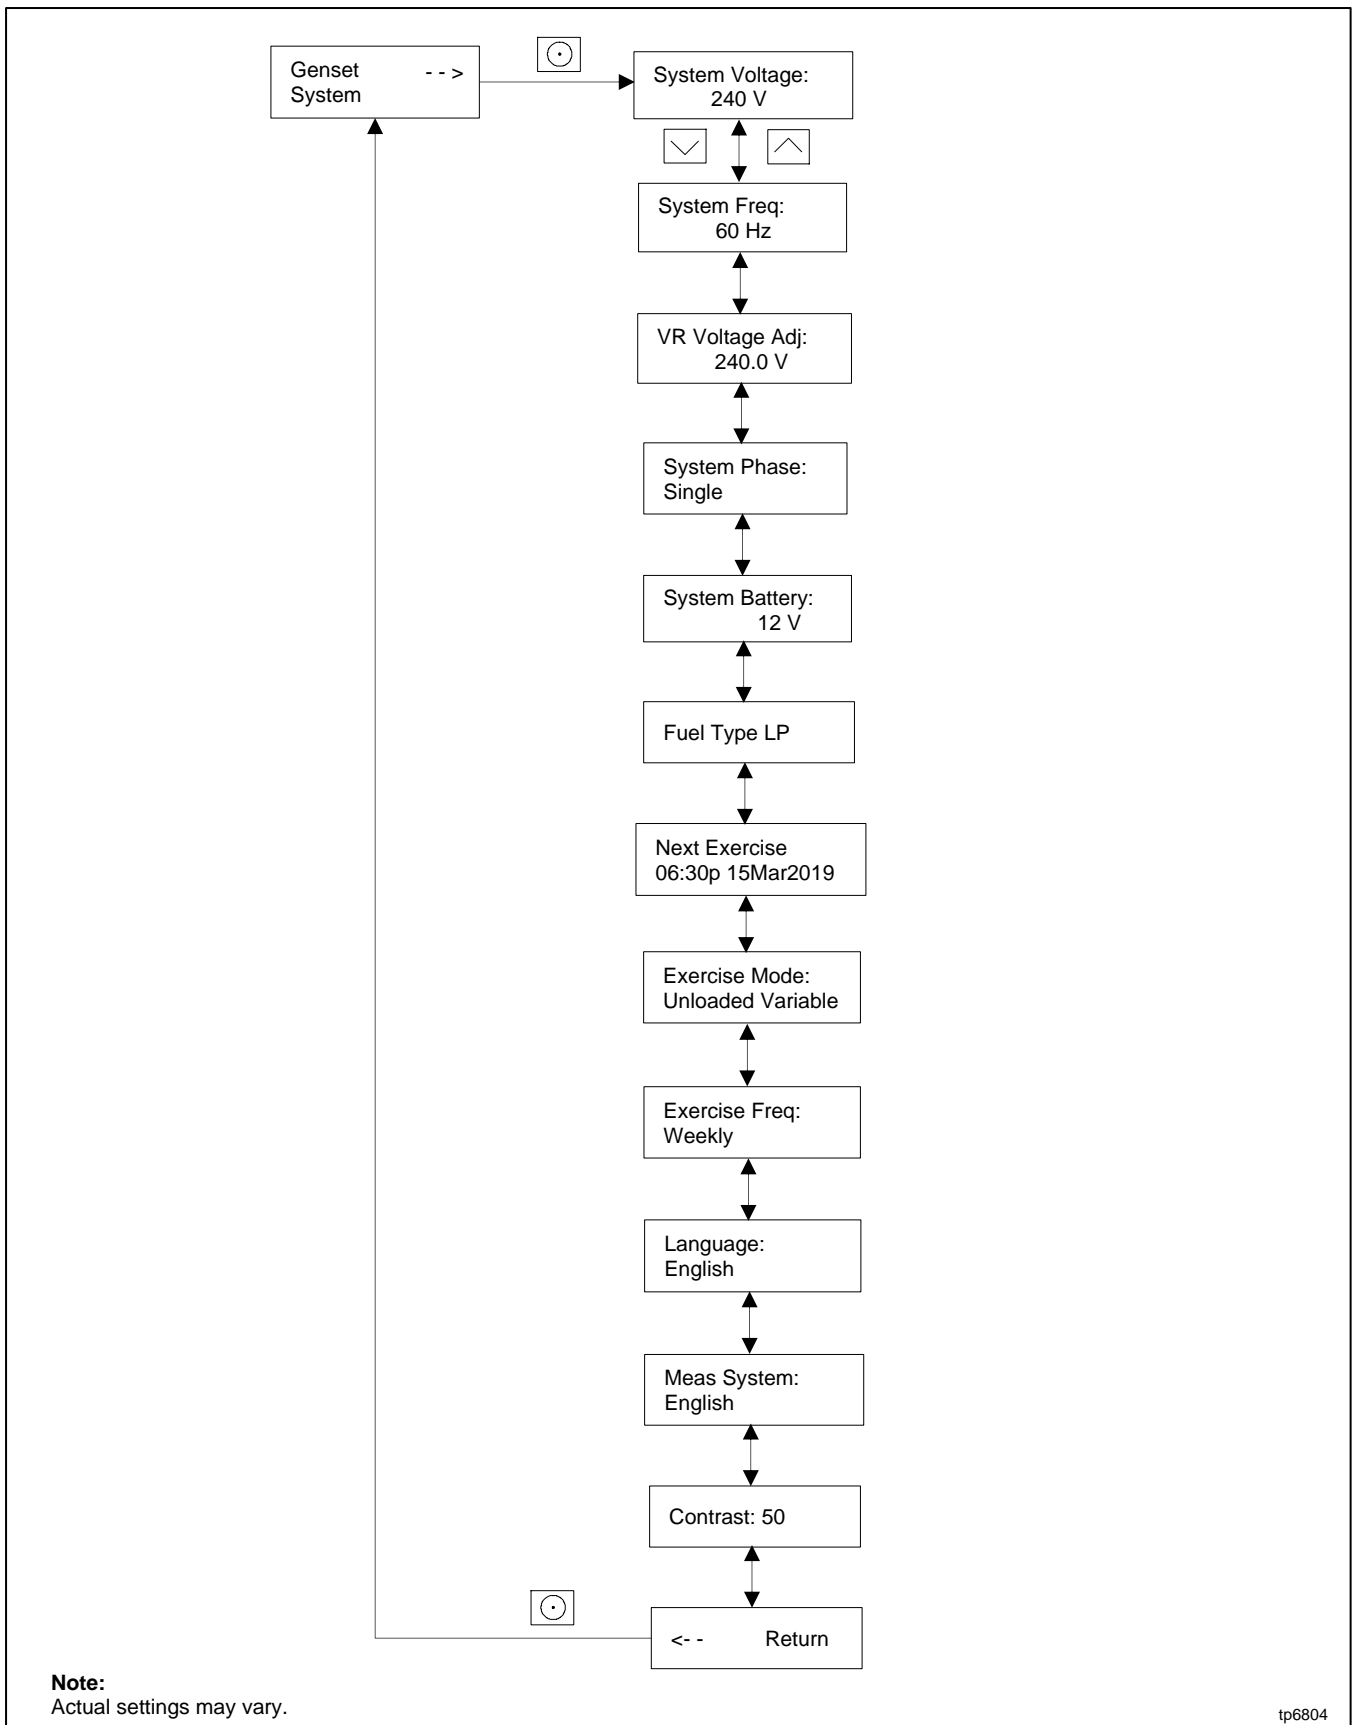 Genset - - >
System
System Voltage:
240 V
System Freq:
60 Hz
VR Voltage Adj:
240.0 V
System Phase:
Single
System Battery:
12 V
Fuel Type LP
Next Exercise
06:30p 15Mar2019
Exercise Mode:
Unloaded Variable
Exercise Freq:
Weekly
Language:
English
Meas System:
English
Contrast: 50
<- - Return
Note:
Actual settings may vary.
tp6804